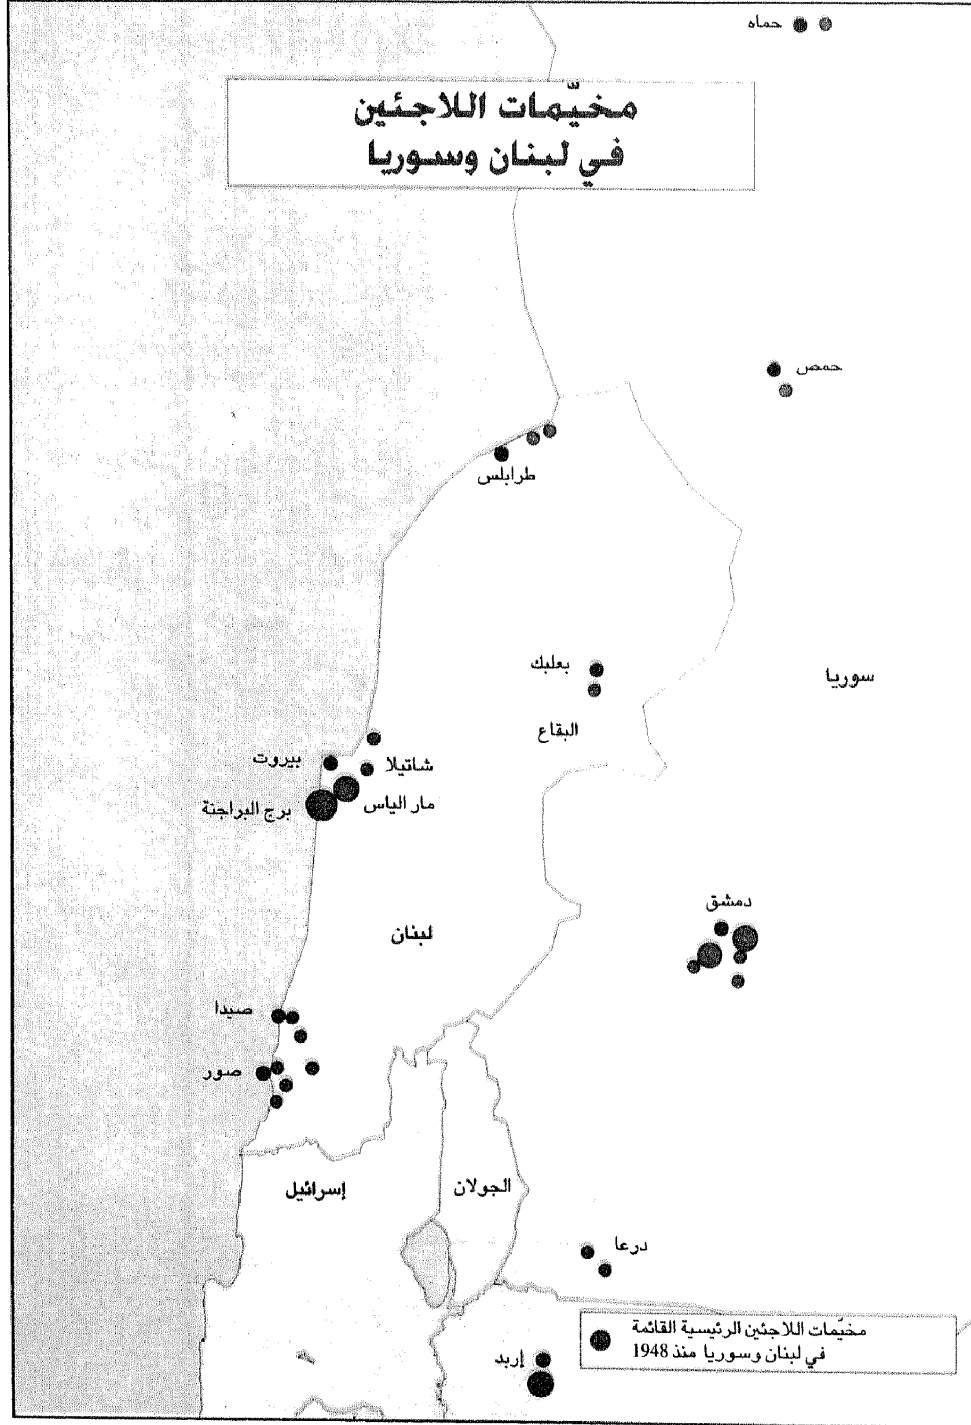 حماه
مخيّمات اللاجئين
في لبنان وسوريا
حمص
طرابلس
بعلبك
سوريا
البقاع
بيروت
شاتيلا
مار الياس
برج البراجنة
دمشق
لبنان
صيدا
صور
إسرائيل
الجولان
درعا
مخيّمات اللاجئين الرئيسية القائمة
في لبنان وسوريا منذ 1948
إربد